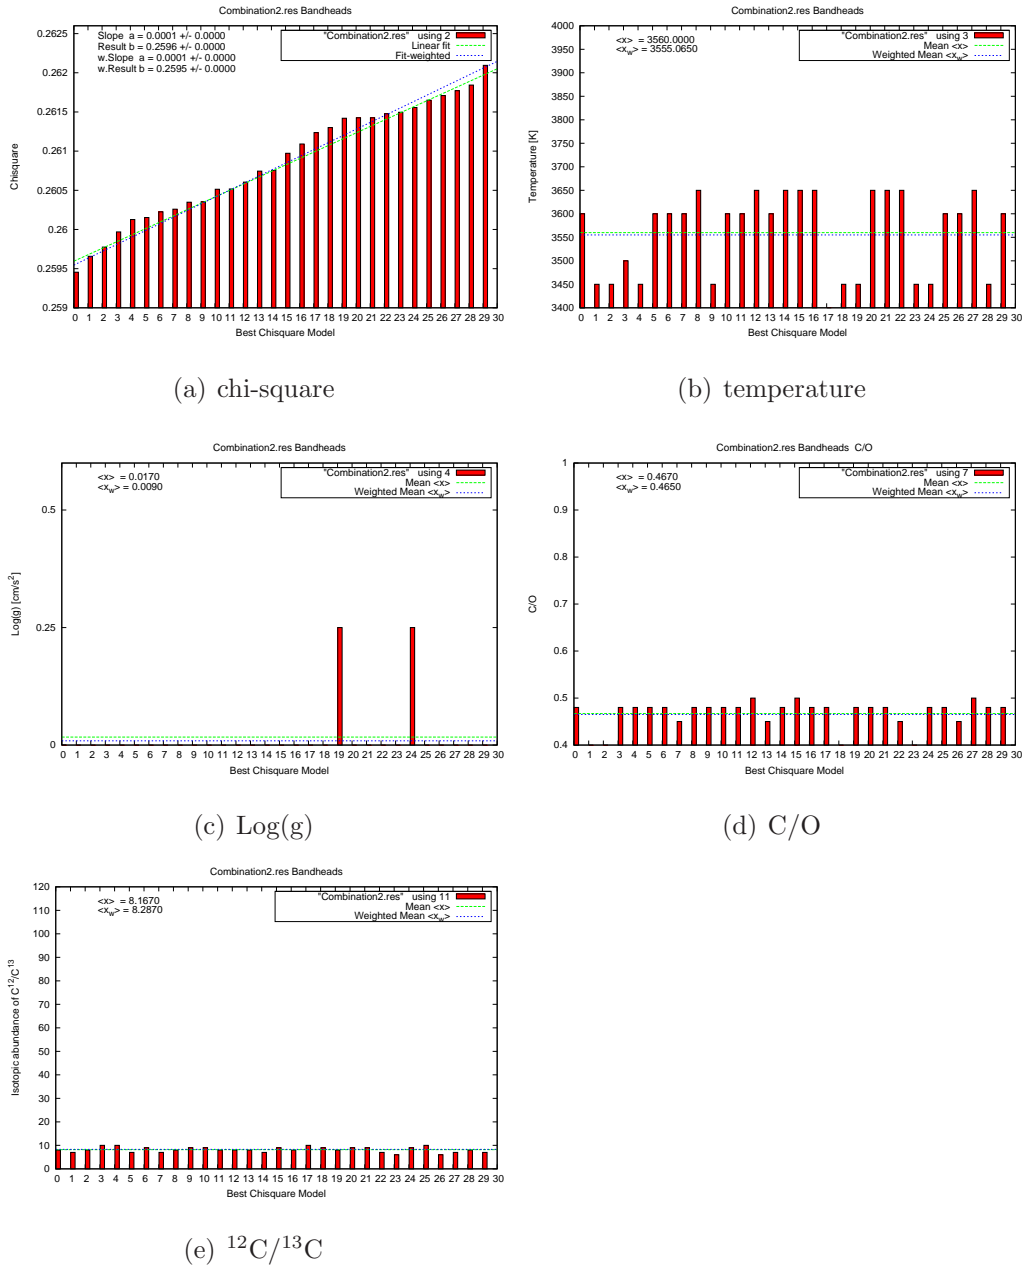 Combination2.res Bandheads
Slope  a = 0.0001 +/- 0.0000
Result b = 0.2596 +/- 0.0000
w.Slope  a = 0.0001 +/- 0.0000
w.Result b = 0.2595 +/- 0.0000
"Combination2.res"  using 2
Linear fit
Fit-weighted
0.2625
0.262
0.2615
0.261
0.2605
0.26
0.2595
0.259
Chisquare
0 1 2 3 4 5 6 7 8 9 10 11 12 13 14 15 16 17 18 19 20 21 22 23 24 25 26 27 28 29 30
Best Chisquare Model
(a) chi-square
Combination2.res Bandheads
<x>  = 3560.0000
<x_w> = 3555.0650
"Combination2.res"  using 3
Mean <x>
Weighted Mean <x_w>
4000
3950
3900
3850
3800
3750
3700
3650
3600
3550
3500
3450
3400
Temperature [K]
0 1 2 3 4 5 6 7 8 9 10 11 12 13 14 15 16 17 18 19 20 21 22 23 24 25 26 27 28 29 30
Best Chisquare Model
(b) temperature
Combination2.res Bandheads
<x>  = 0.0170
<x_w> = 0.0090
"Combination2.res"  using 4
Mean <x>
Weighted Mean <x_w>
0.5
0.25
0
Log(g) [cm/s²]
0 1 2 3 4 5 6 7 8 9 10 11 12 13 14 15 16 17 18 19 20 21 22 23 24 25 26 27 28 29 30
Best Chisquare Model
(c) Log(g)
Combination2.res Bandheads  C/O
<x>  = 0.4670
<x_w> = 0.4650
"Combination2.res"  using 7
Mean <x>
Weighted Mean <x_w>
1
0.9
0.8
0.7
0.6
0.5
0.4
C/O
0 1 2 3 4 5 6 7 8 9 10 11 12 13 14 15 16 17 18 19 20 21 22 23 24 25 26 27 28 29 30
Best Chisquare Model
(d) C/O
Combination2.res Bandheads
<x>  = 8.1670
<x_w> = 8.2870
"Combination2.res"  using 11
Mean <x>
Weighted Mean <x_w>
120
110
100
90
80
70
60
50
40
30
20
10
0
Isotopic abundance of C¹²/C¹³
0 1 2 3 4 5 6 7 8 9 10 11 12 13 14 15 16 17 18 19 20 21 22 23 24 25 26 27 28 29 30
Best Chisquare Model
(e) ¹²C/¹³C